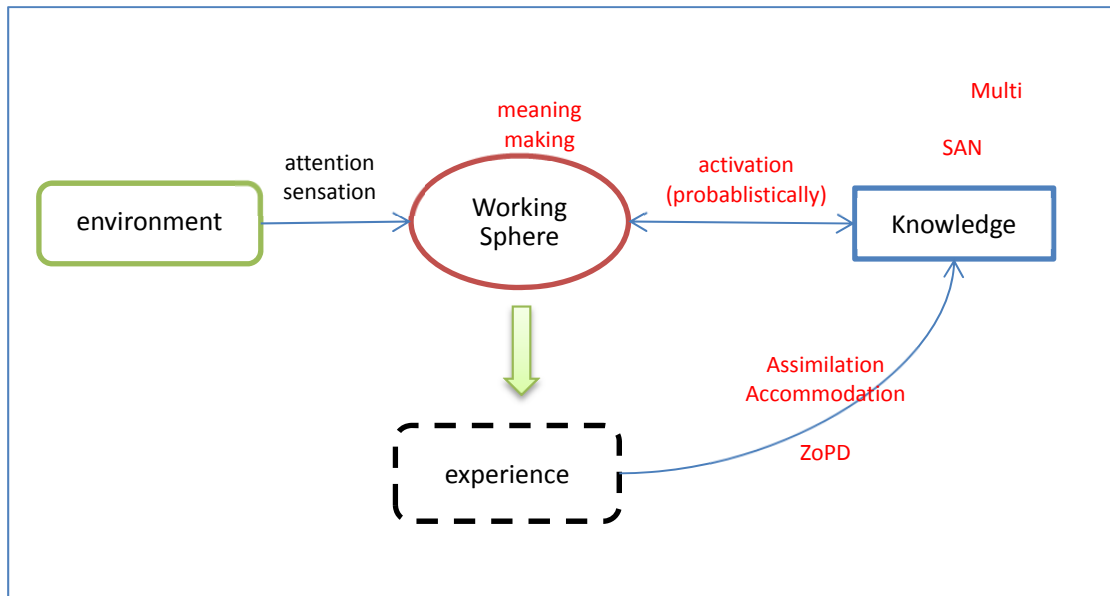 Multi
meaning
making
SAN
attention
sensation
activation
(probablistically)
environment
Working
Sphere
Knowledge
Assimilation
Accommodation
ZoPD
experience